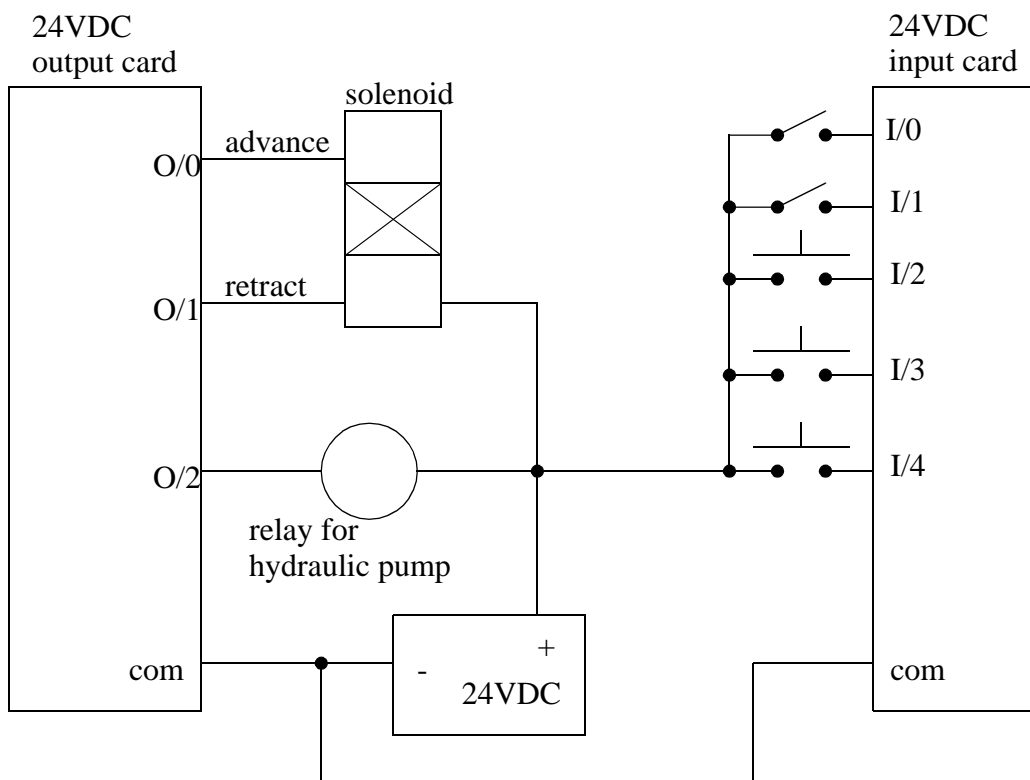 24VDC
output card
24VDC
input card
solenoid
advance
O/0
I/0
I/1
I/2
retract
O/1
I/3
O/2
I/4
relay for
hydraulic pump
com
-
+
24VDC
com